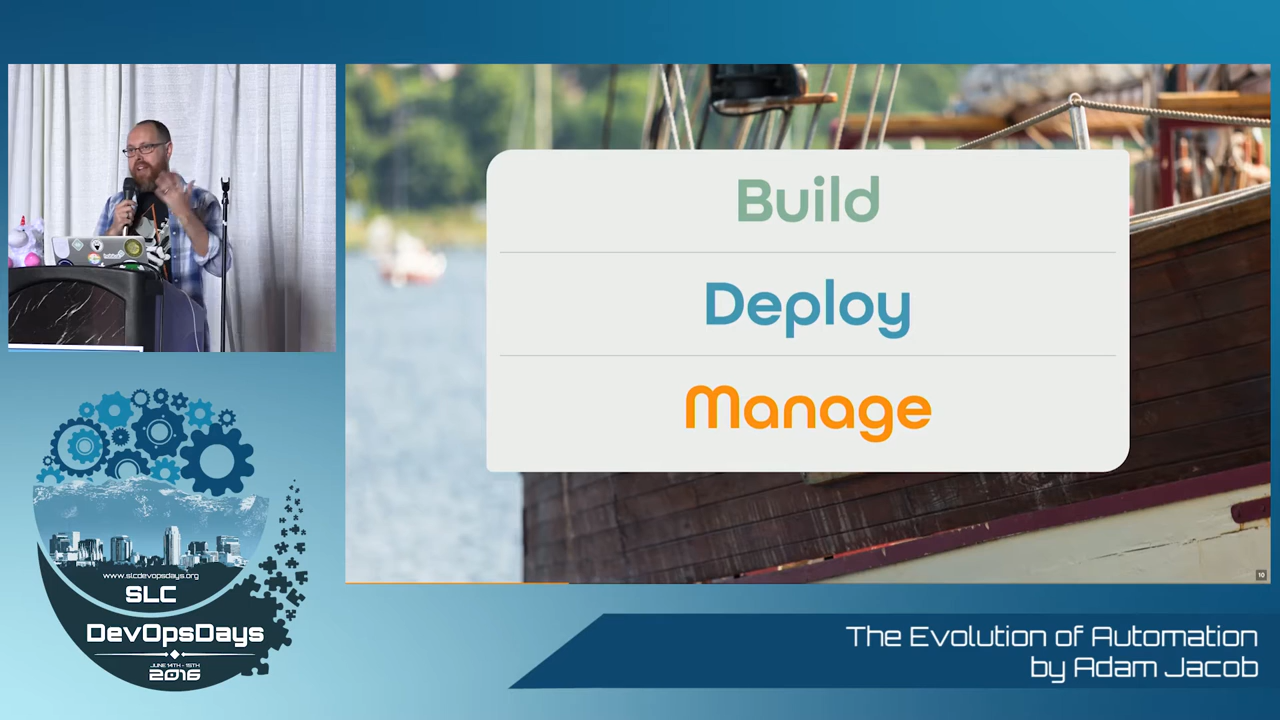 Build
Deploy
Manage
10
www.slcdevopsdays.org
SLC
DevOpsDays
JUNE 14TH - 15TH
2016
The Evolution of Automation
by Adam Jacob